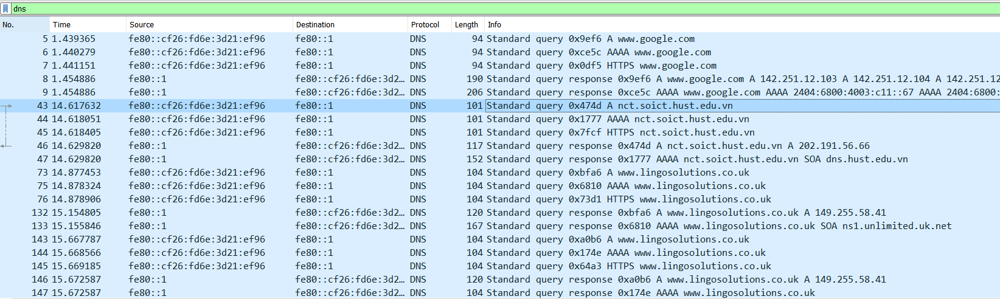 dns
No. Time Source Destination Protocol Length Info
5 1.439365 fe80::cf26:fd6e:3d21:ef96 fe80::1 DNS 94 Standard query 0x9ef6 A www.google.com
6 1.440279 fe80::cf26:fd6e:3d21:ef96 fe80::1 DNS 94 Standard query 0xce5c AAAA www.google.com
7 1.441151 fe80::cf26:fd6e:3d21:ef96 fe80::1 DNS 94 Standard query 0x0df5 HTTPS www.google.com
8 1.454886 fe80::1 fe80::cf26:fd6e:3d2… DNS 190 Standard query response 0x9ef6 A www.google.com A 142.251.12.103 A 142.251.12.104 A 142.251.12
9 1.454886 fe80::1 fe80::cf26:fd6e:3d2… DNS 206 Standard query response 0xce5c AAAA www.google.com AAAA 2404:6800:4003:c11::67 AAAA 2404:6800:
43 14.617632 fe80::cf26:fd6e:3d21:ef96 fe80::1 DNS 101 Standard query 0x474d A nct.soict.hust.edu.vn
44 14.618051 fe80::cf26:fd6e:3d21:ef96 fe80::1 DNS 101 Standard query 0x1777 AAAA nct.soict.hust.edu.vn
45 14.618405 fe80::cf26:fd6e:3d21:ef96 fe80::1 DNS 101 Standard query 0x7fcf HTTPS nct.soict.hust.edu.vn
46 14.629820 fe80::1 fe80::cf26:fd6e:3d2… DNS 117 Standard query response 0x474d A nct.soict.hust.edu.vn A 202.191.56.66
47 14.629820 fe80::1 fe80::cf26:fd6e:3d2… DNS 152 Standard query response 0x1777 AAAA nct.soict.hust.edu.vn SOA dns.hust.edu.vn
73 14.877453 fe80::cf26:fd6e:3d21:ef96 fe80::1 DNS 104 Standard query 0xbfa6 A www.lingosolutions.co.uk
75 14.878324 fe80::cf26:fd6e:3d21:ef96 fe80::1 DNS 104 Standard query 0x6810 AAAA www.lingosolutions.co.uk
76 14.878906 fe80::cf26:fd6e:3d21:ef96 fe80::1 DNS 104 Standard query 0x73d1 HTTPS www.lingosolutions.co.uk
132 15.154805 fe80::1 fe80::cf26:fd6e:3d2… DNS 120 Standard query response 0xbfa6 A www.lingosolutions.co.uk A 149.255.58.41
133 15.155846 fe80::1 fe80::cf26:fd6e:3d2… DNS 167 Standard query response 0x6810 AAAA www.lingosolutions.co.uk SOA ns1.unlimited.uk.net
143 15.667787 fe80::cf26:fd6e:3d21:ef96 fe80::1 DNS 104 Standard query 0xa0b6 A www.lingosolutions.co.uk
144 15.668566 fe80::cf26:fd6e:3d21:ef96 fe80::1 DNS 104 Standard query 0x174e AAAA www.lingosolutions.co.uk
145 15.669185 fe80::cf26:fd6e:3d21:ef96 fe80::1 DNS 104 Standard query 0x64a3 HTTPS www.lingosolutions.co.uk
146 15.672587 fe80::1 fe80::cf26:fd6e:3d2… DNS 120 Standard query response 0xa0b6 A www.lingosolutions.co.uk A 149.255.58.41
147 15.672587 fe80::1 fe80::cf26:fd6e:3d2… DNS 104 Standard query response 0x174e AAAA www.lingosolutions.co.uk